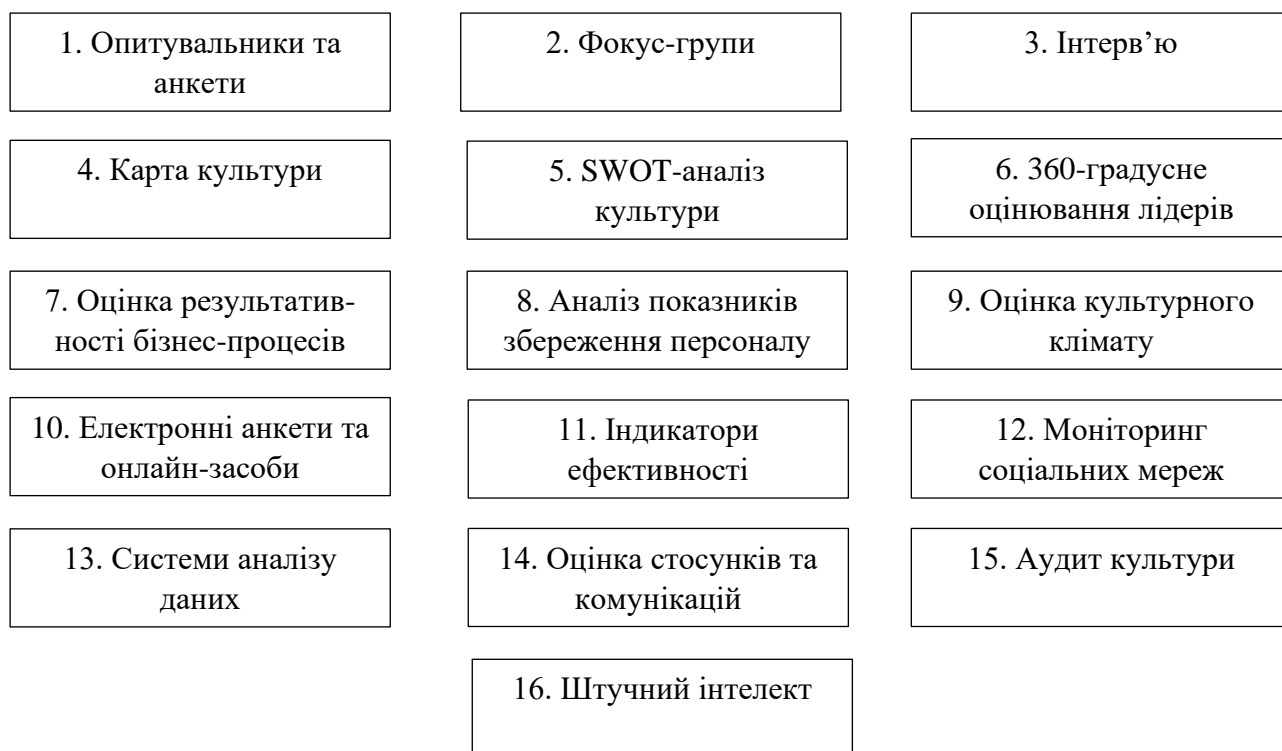 1. Опитувальники та
анкети
2. Фокус-групи
3. Інтерв’ю
4. Карта культури
5. SWOT-аналіз
культури
6. 360-градусне
оцінювання лідерів
7. Оцінка результатив-
ності бізнес-процесів
8. Аналіз показників
збереження персоналу
9. Оцінка культурного
клімату
10. Електронні анкети та
онлайн-засоби
11. Індикатори
ефективності
12. Моніторинг
соціальних мереж
13. Системи аналізу
даних
14. Оцінка стосунків та
комунікацій
15. Аудит культури
16. Штучний інтелект